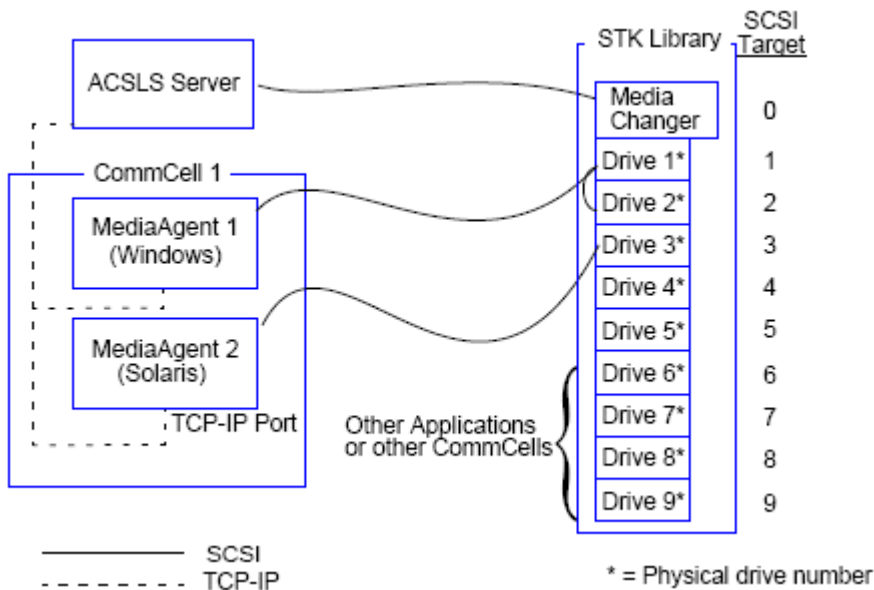 SCSI
Target
STK Library
ACSLS Server
Media
Changer
0
CommCell 1
Drive 1*
1
MediaAgent 1
(Windows)
Drive 2*
2
Drive 3*
3
Drive 4*
4
MediaAgent 2
(Solaris)
Drive 5*
5
Drive 6*
6
TCP-IP Port
Other Applications
or other CommCells
Drive 7*
7
Drive 8*
8
Drive 9*
9
SCSI
TCP-IP
* = Physical drive number